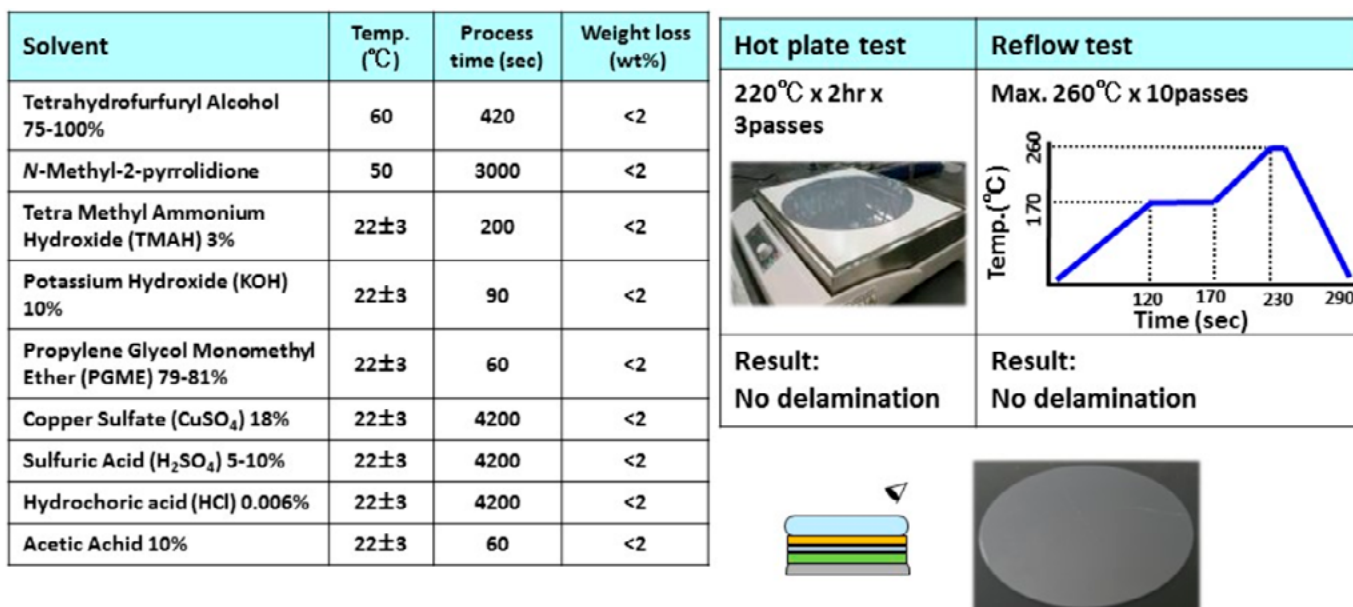 Solvent
Temp.
(℃)
Process
time (sec)
Weight loss
(wt%)
Tetrahydrofurfuryl Alcohol
75-100%
60
420
<2
N-Methyl-2-pyrrolidione
50
3000
<2
Tetra Methyl Ammonium
Hydroxide (TMAH) 3%
22±3
200
<2
Potassium Hydroxide (KOH)
10%
22±3
90
<2
Propylene Glycol Monomethyl
Ether (PGME) 79-81%
22±3
60
<2
Copper Sulfate (CuSO₄) 18%
22±3
4200
<2
Sulfuric Acid (H₂SO₄) 5-10%
22±3
4200
<2
Hydrochoric acid (HCl) 0.006%
22±3
4200
<2
Acetic Achid 10%
22±3
60
<2
Hot plate test
Reflow test
220℃ x 2hr x
3passes
Max. 260℃ x 10passes
Temp.(℃)
260
170
120
170
230
290
Time (sec)
Result:
No delamination
Result:
No delamination